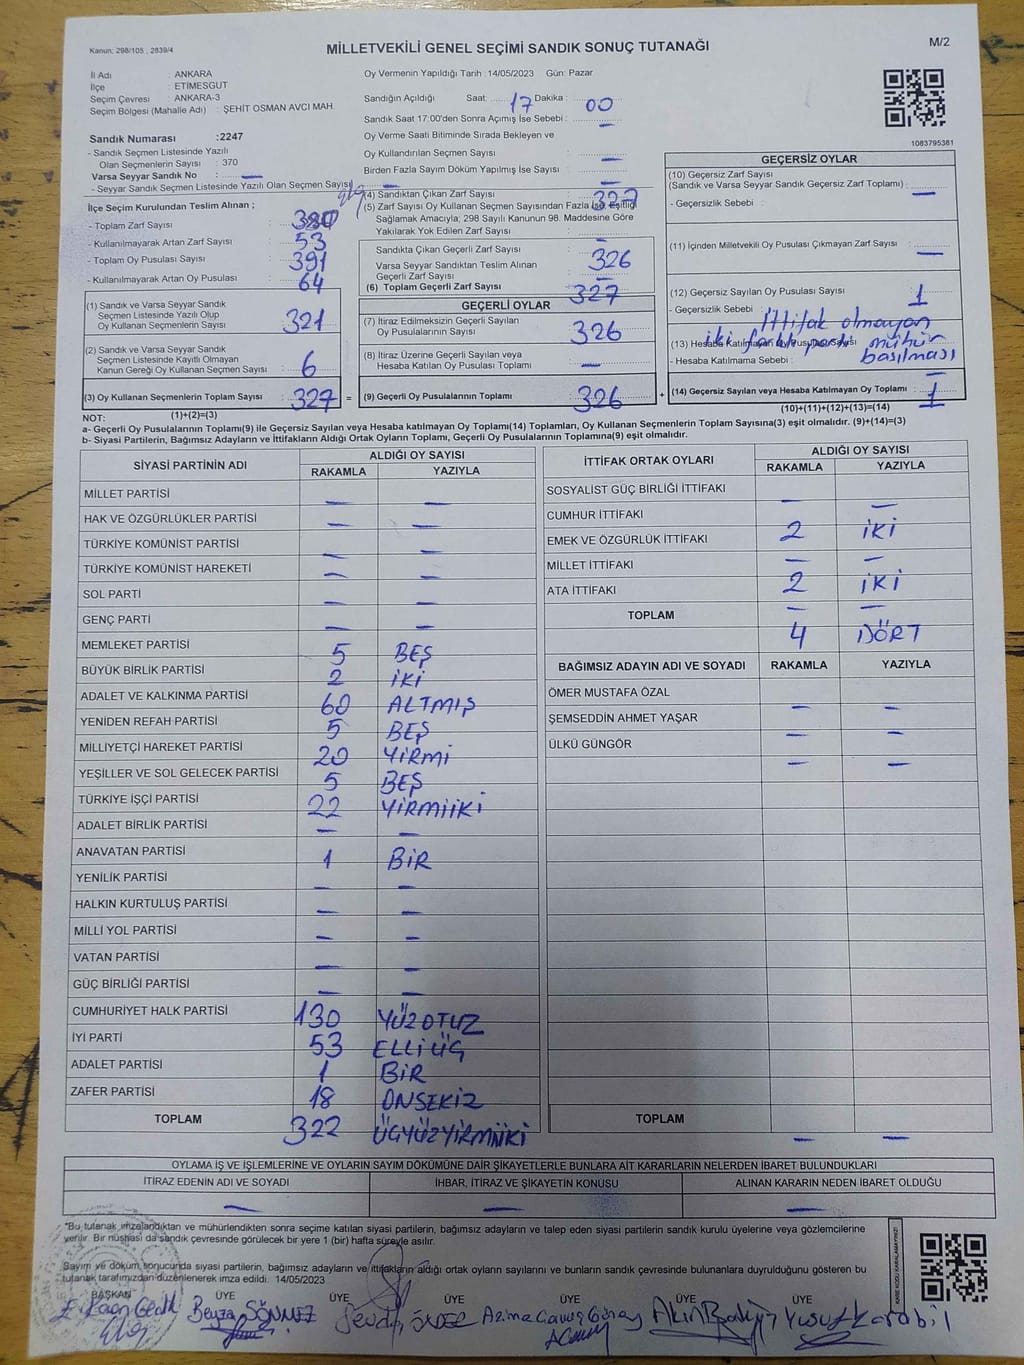 Kanun: 298/105 , 2839/4
MİLLETVEKİLİ GENEL SEÇİMİ SANDIK SONUÇ TUTANAĞI
M/2
İl Adı : ANKARA
İlçe : ETİMESGUT
Seçim Çevresi : ANKARA-3
Seçim Bölgesi (Mahalle Adı) : ŞEHİT OSMAN AVCI MAH.
Sandık Numarası :2247
- Sandık Seçmen Listesinde Yazılı
Olan Seçmenlerin Sayısı : 370
Varsa Seyyar Sandık No : —
- Seyyar Sandık Seçmen Listesinde Yazılı Olan Seçmen Sayısı : —
Oy Vermenin Yapıldığı Tarih :14/05/2023 Gün: Pazar
Sandığın Açıldığı Saat: 17 Dakika : 00
Sandık Saat 17:00'den Sonra Açımış İse Sebebi : —
Oy Verme Saati Bitiminde Sırada Bekleyen ve
Oy Kullandırılan Seçmen Sayısı : —
Birden Fazla Sayım Döküm Yapılmış İse Sayısı : —
1083795381
İlçe Seçim Kurulundan Teslim Alınan ;
- Toplam Zarf Sayısı : 380
- Kullanılmayarak Artan Zarf Sayısı : 53
- Toplam Oy Pusulası Sayısı : 391
- Kullanılmayarak Artan Oy Pusulası : 64
(1) Sandık ve Varsa Seyyar Sandık
Seçmen Listesinde Yazılı Olup
Oy Kullanan Seçmenlerin Sayısı : 321
(2) Sandık ve Varsa Seyyar Sandık
Seçmen Listesinde Kayıtlı Olmayan
Kanun Gereği Oy Kullanan Seçmen Sayısı : 6
(3) Oy Kullanan Seçmenlerin Toplam Sayısı : 327 =
(4) Sandıktan Çıkan Zarf Sayısı : 327
(5) Zarf Sayısı Oy Kullanan Seçmen Sayısından Fazla İse, Eşitliği
Sağlamak Amacıyla; 298 Sayılı Kanunun 98. Maddesine Göre
Yakılarak Yok Edilen Zarf Sayısı : —
Sandıkta Çıkan Geçerli Zarf Sayısı : 326
Varsa Seyyar Sandıktan Teslim Alınan
Geçerli Zarf Sayısı : —
(6) Toplam Geçerli Zarf Sayısı : 327
GEÇERLİ OYLAR
(7) İtiraz Edilmeksizin Geçerli Sayılan
Oy Pusulalarının Sayısı : 326
(8) İtiraz Üzerine Geçerli Sayılan veya
Hesaba Katılan Oy Pusulası Toplamı : —
(9) Geçerli Oy Pusulalarının Toplamı : 326 +
GEÇERSİZ OYLAR
(10) Geçersiz Zarf Sayısı
(Sandık ve Varsa Seyyar Sandık Geçersiz Zarf Toplamı) : —
- Geçersizlik Sebebi :
(11) İçinden Milletvekili Oy Pusulası Çıkmayan Zarf Sayısı : —
(12) Geçersiz Sayılan Oy Pusulası Sayısı : 1
- Geçersizlik Sebebi : İttifak olmayan
iki farklı parti mühür
basılması
(13) Hesaba Katılmayan Oy Pusulası Sayısı
- Hesaba Katılmama Sebebi : —
(14) Geçersiz Sayılan veya Hesaba Katılmayan Oy Toplamı : 1
NOT: (1)+(2)=(3)
(10)+(11)+(12)+(13)=(14)
a- Geçerli Oy Pusulalarının Toplamı(9) ile Geçersiz Sayılan veya Hesaba katılmayan Oy Toplamı(14) Toplamları, Oy Kullanan Seçmenlerin Toplam Sayısına(3) eşit olmalıdır. (9)+(14)=(3)
b- Siyasi Partilerin, Bağımsız Adayların ve İttifakların Aldığı Ortak Oyların Toplamı, Geçerli Oy Pusulalarının Toplamına(9) eşit olmalıdır.
SİYASİ PARTİNİN ADI ALDIĞI OY SAYISI
RAKAMLA YAZIYLA
MİLLET PARTİSİ — —
HAK VE ÖZGÜRLÜKLER PARTİSİ — —
TÜRKİYE KOMÜNİST PARTİSİ — —
TÜRKİYE KOMÜNİST HAREKETİ — —
SOL PARTİ — —
GENÇ PARTİ — —
MEMLEKET PARTİSİ 5 BEŞ
BÜYÜK BİRLİK PARTİSİ 2 İKİ
ADALET VE KALKINMA PARTİSİ 60 ALTMIŞ
YENİDEN REFAH PARTİSİ 5 BEŞ
MİLLİYETÇİ HAREKET PARTİSİ 20 YİRMİ
YEŞİLLER VE SOL GELECEK PARTİSİ 5 BEŞ
TÜRKİYE İŞÇİ PARTİSİ 22 YİRMİİKİ
ADALET BİRLİK PARTİSİ — —
ANAVATAN PARTİSİ 1 BİR
YENİLİK PARTİSİ — —
HALKIN KURTULUŞ PARTİSİ — —
MİLLİ YOL PARTİSİ — —
VATAN PARTİSİ — —
GÜÇ BİRLİĞİ PARTİSİ — —
CUMHURİYET HALK PARTİSİ 130 YÜZOTUZ
İYİ PARTİ 53 ELLİÜÇ
ADALET PARTİSİ 1 BİR
ZAFER PARTİSİ 18 ONSEKİZ
TOPLAM 322 ÜÇYÜZYİRMİİKİ
İTTİFAK ORTAK OYLARI ALDIĞI OY SAYISI
RAKAMLA YAZIYLA
SOSYALİST GÜÇ BİRLİĞİ İTTİFAKI — —
CUMHUR İTTİFAKI 2 İKİ
EMEK VE ÖZGÜRLÜK İTTİFAKI — —
MİLLET İTTİFAKI 2 İKİ
ATA İTTİFAKI — —
TOPLAM 4 DÖRT
BAĞIMSIZ ADAYIN ADI VE SOYADI RAKAMLA YAZIYLA
ÖMER MUSTAFA ÖZAL — —
ŞEMSEDDİN AHMET YAŞAR — —
ÜLKÜ GÜNGÖR — —
TOPLAM — —
OYLAMA İŞ VE İŞLEMLERİNE VE OYLARIN SAYIM DÖKÜMÜNE DAİR ŞİKAYETLERLE BUNLARA AİT KARARLARIN NELERDEN İBARET BULUNDUKLARI
İTİRAZ EDENİN ADI VE SOYADI İHBAR, İTİRAZ VE ŞİKAYETİN KONUSU ALINAN KARARIN NEDEN İBARET OLDUĞU
— — —
"Bu tutanak imzalandıktan ve mühürlendikten sonra seçime katılan siyasi partilerin, bağımsız adayların ve talep eden siyasi partilerin sandık kurulu üyelerine veya gözlemcilerine
verilir. Bir nüshası da sandık çevresinde görülecek bir yere 1 (bir) hafta süreyle asılır.
Sayım ve döküm sonucunda siyasi partilerin, bağımsız adayların ve ittifakların aldığı ortak oyların sayılarını ve bunların sandık çevresinde bulunanlara duyrulduğunu gösteren bu
tutanak tarafımızdan düzenlenerek imza edildi. 14/05/2023
BAŞKAN ÜYE ÜYE ÜYE ÜYE ÜYE
Beyza SÖNMEZ Sevda Yusuf Karabil